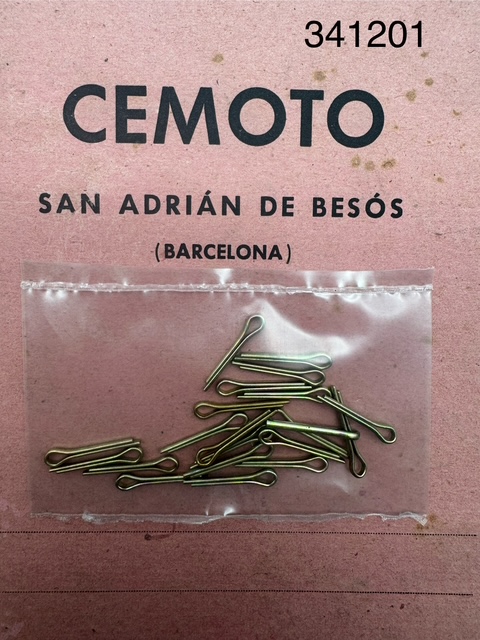 341201
CEMOTO
SAN ADRIÁN DE BESÓS
(BARCELONA)